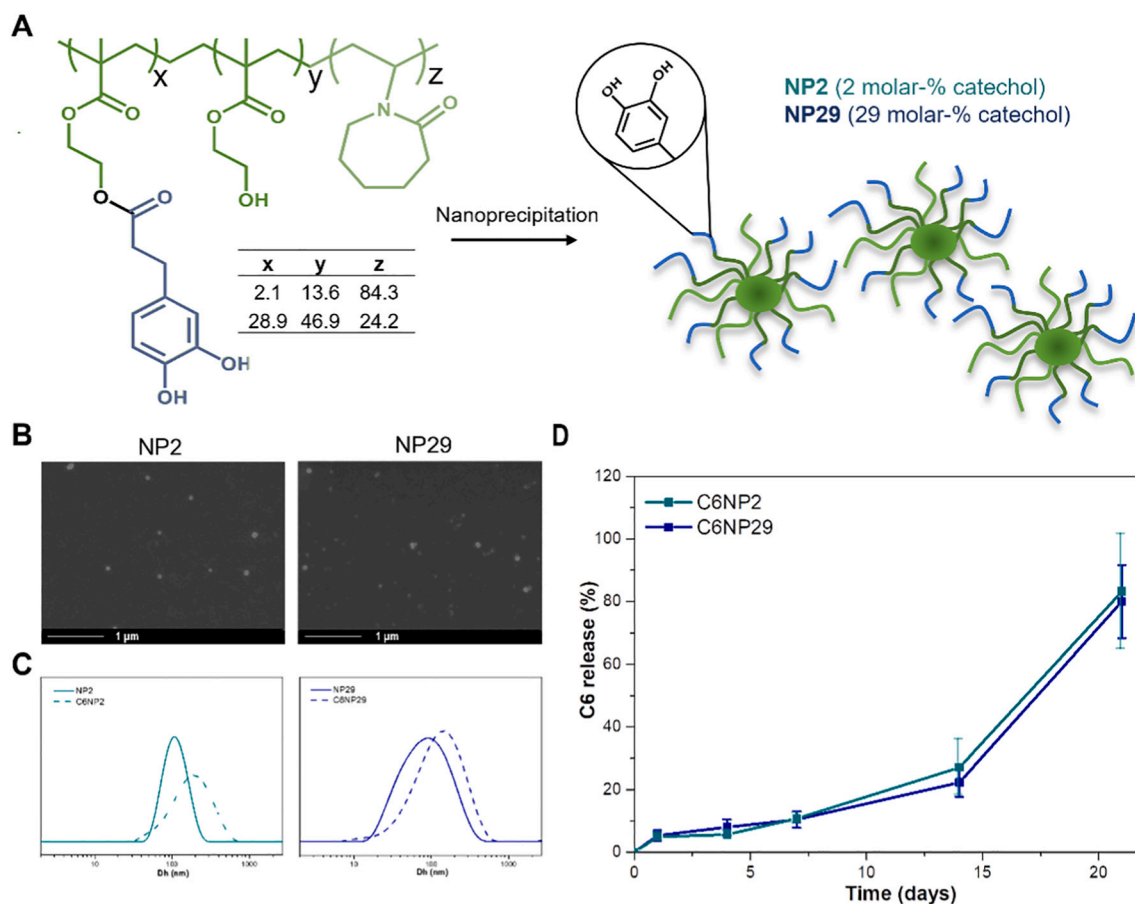 A
x
y
z
O
O
O
O
N
O
O
O
OH
OH
OH
x y z
2.1 13.6 84.3
28.9 46.9 24.2
Nanoprecipitation
OH
OH
NP2 (2 molar-% catechol)
NP29 (29 molar-% catechol)
B
NP2
NP29
1 µm
1 µm
C
NP2
C6NP2
10 100 1000
Dh (nm)
NP29
C6NP29
10 100 1000
Dh (nm)
D
C6NP2
C6NP29
120
100
80
60
40
20
0
0 5 10 15 20
C6 release (%)
Time (days)